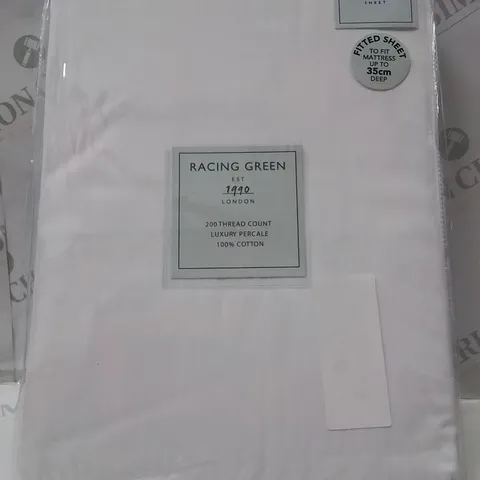 SHEET
FITTED SHEET
TO FIT
MATTRESS
UP TO
35cm
DEEP
RACING GREEN
EST
1990
LONDON
200 THREAD COUNT
LUXURY PERCALE
100% COTTON